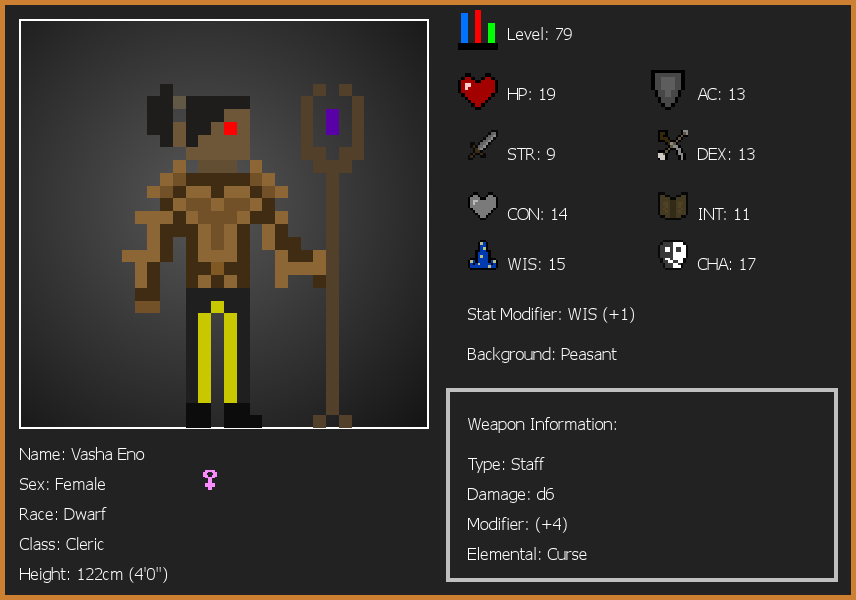 Level: 79
HP: 19
AC: 13
STR: 9
DEX: 13
CON: 14
INT: 11
WIS: 15
CHA: 17
Stat Modifier: WIS (+1)
Background: Peasant
Weapon Information:
Type: Staff
Damage: d6
Modifier: (+4)
Elemental: Curse
Name: Vasha Eno
Sex: Female
Race: Dwarf
Class: Cleric
Height: 122cm (4'0")